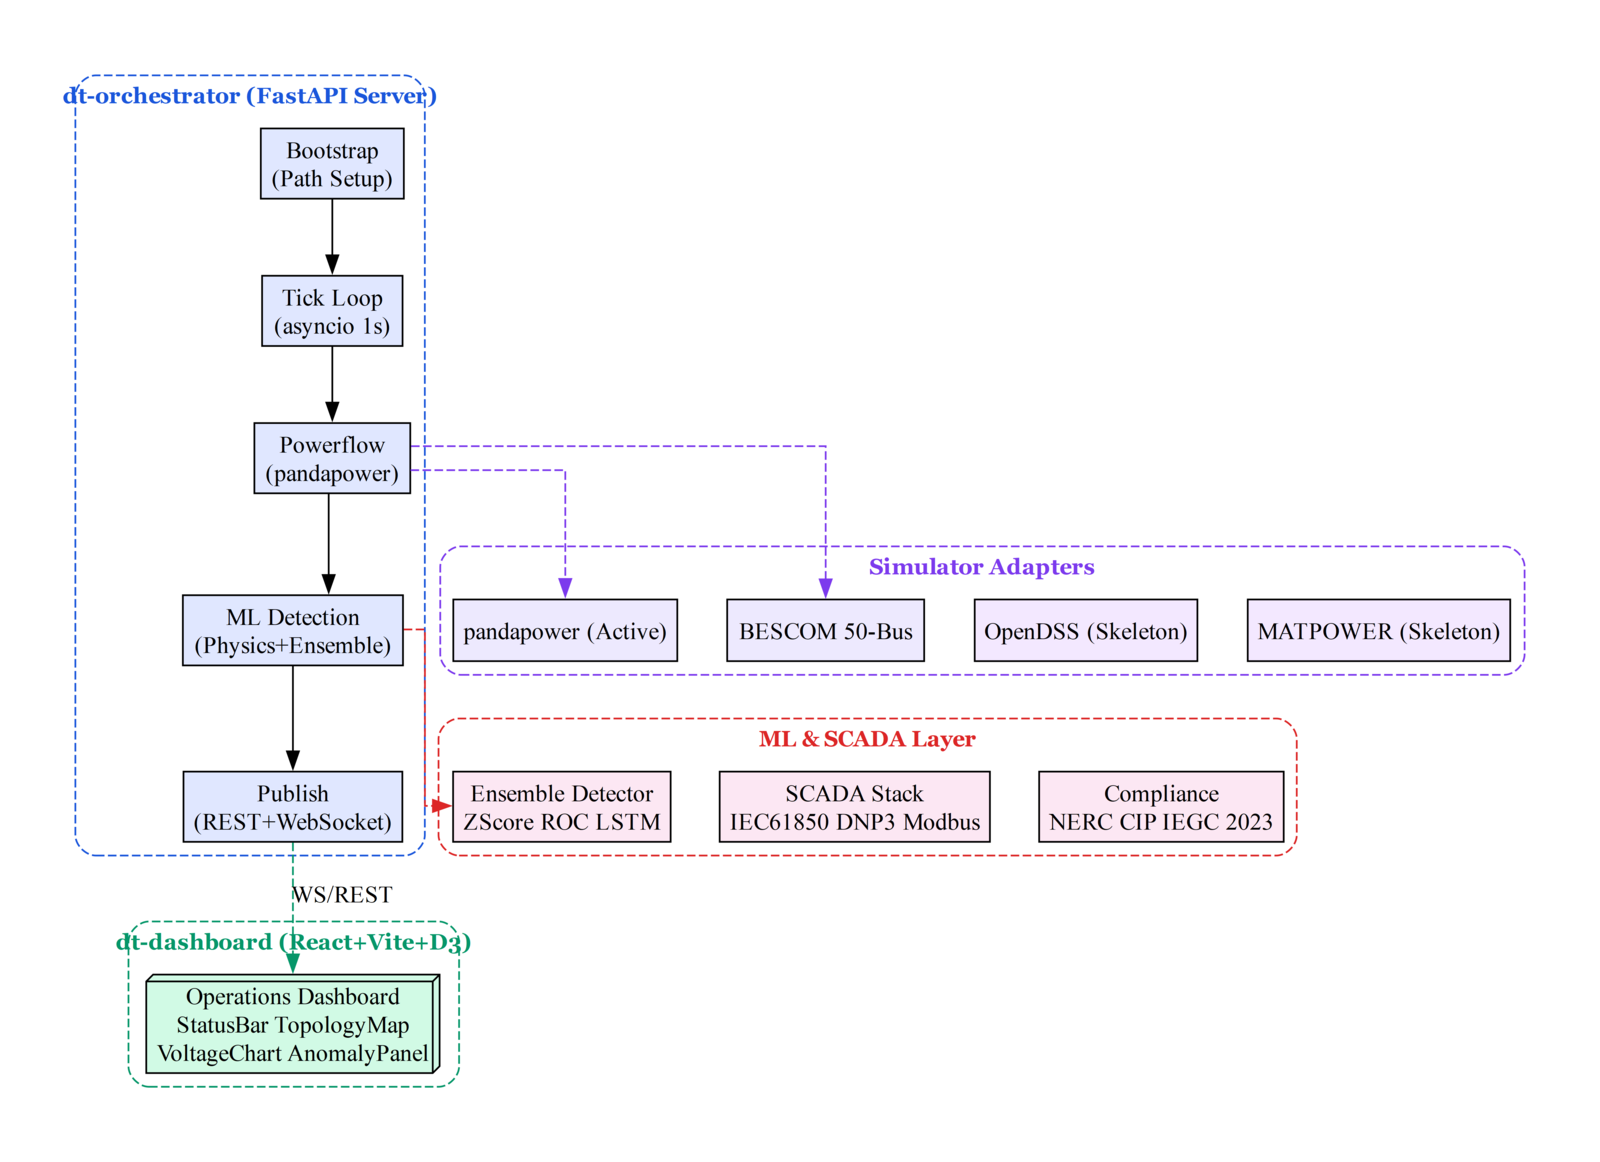 dt-orchestrator (FastAPI Server)
Bootstrap
(Path Setup)
Tick Loop
(asyncio 1s)
Powerflow
(pandapower)
ML Detection
(Physics+Ensemble)
Publish
(REST+WebSocket)
Simulator Adapters
pandapower (Active)
BESCOM 50-Bus
OpenDSS (Skeleton)
MATPOWER (Skeleton)
ML & SCADA Layer
Ensemble Detector
ZScore ROC LSTM
SCADA Stack
IEC61850 DNP3 Modbus
Compliance
NERC CIP IEGC 2023
WS/REST
dt-dashboard (React+Vite+D3)
Operations Dashboard
StatusBar TopologyMap
VoltageChart AnomalyPanel